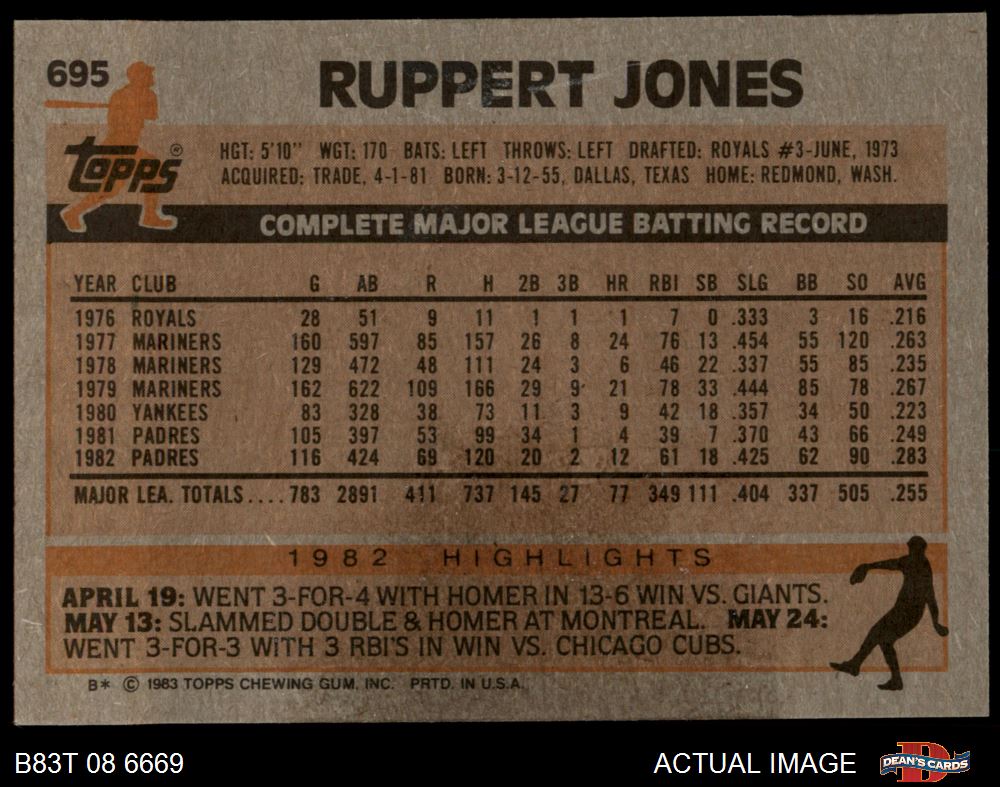 695
RUPPERT JONES
Topps®
HGT: 5'10" WGT: 170 BATS: LEFT THROWS: LEFT DRAFTED: ROYALS #3-JUNE, 1973
ACQUIRED: TRADE, 4-1-81 BORN: 3-12-55, DALLAS, TEXAS HOME: REDMOND, WASH.
COMPLETE MAJOR LEAGUE BATTING RECORD
YEAR CLUB G AB R H 2B 3B HR RBI SB SLG BB SO AVG
1976 ROYALS 28 51 9 11 1 1 1 7 0 .333 3 16 .216
1977 MARINERS 160 597 85 157 26 8 24 76 13 .454 55 120 .263
1978 MARINERS 129 472 48 111 24 3 6 46 22 .337 55 85 .235
1979 MARINERS 162 622 109 166 29 9 21 78 33 .444 85 78 .267
1980 YANKEES 83 328 38 73 11 3 9 42 18 .357 34 50 .223
1981 PADRES 105 397 53 99 34 1 4 39 7 .370 43 66 .249
1982 PADRES 116 424 69 120 20 2 12 61 18 .425 62 90 .283
MAJOR LEA. TOTALS.... 783 2891 411 737 145 27 77 349 111 .404 337 505 .255
1982 HIGHLIGHTS
APRIL 19: WENT 3-FOR-4 WITH HOMER IN 13-6 WIN VS. GIANTS.
MAY 13: SLAMMED DOUBLE & HOMER AT MONTREAL. MAY 24:
WENT 3-FOR-3 WITH 3 RBI'S IN WIN VS. CHICAGO CUBS.
B* © 1983 TOPPS CHEWING GUM, INC. PRTD. IN U.S.A.
B83T 08 6669
ACTUAL IMAGE
DEAN'S CARDS